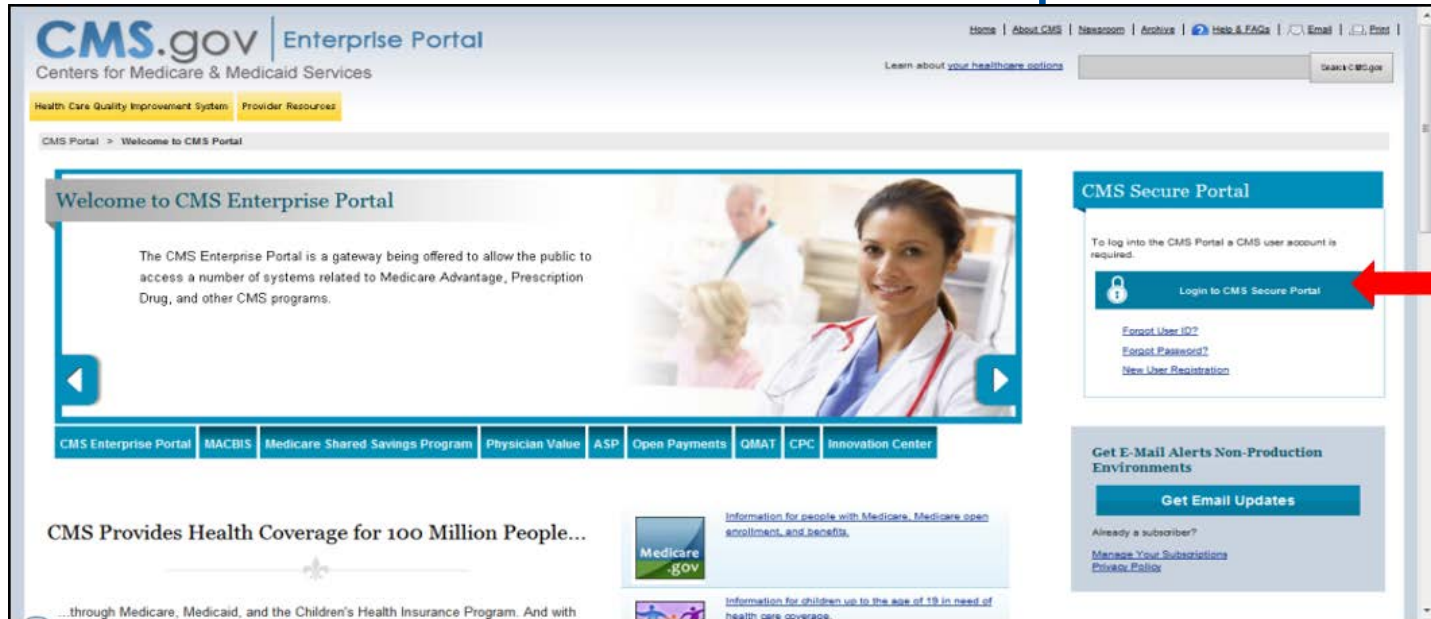 CMS.gov | Enterprise Portal
Centers for Medicare & Medicaid Services
Home | About CMS | Newsroom | Archive | Help & FAQs | Email | Print |
Learn about your healthcare options
Search CMS.gov
Health Care Quality Improvement System
Provider Resources
CMS Portal > Welcome to CMS Portal
Welcome to CMS Enterprise Portal
The CMS Enterprise Portal is a gateway being offered to allow the public to
access a number of systems related to Medicare Advantage, Prescription
Drug, and other CMS programs.
CMS Enterprise Portal
MACBIS
Medicare Shared Savings Program
Physician Value
ASP
Open Payments
QMAT
CPC
Innovation Center
CMS Secure Portal
To log into the CMS Portal a CMS user account is
required.
Login to CMS Secure Portal
Forgot User ID?
Forgot Password?
New User Registration
Get E-Mail Alerts Non-Production
Environments
Get Email Updates
Already a subscriber?
Manage Your Subscriptions
Privacy Policy
CMS Provides Health Coverage for 100 Million People...
...through Medicare, Medicaid, and the Children's Health Insurance Program. And with
Medicare
.gov
Information for people with Medicare, Medicare open
enrollment, and benefits.
Information for children up to the age of 19 in need of
health care coverage.